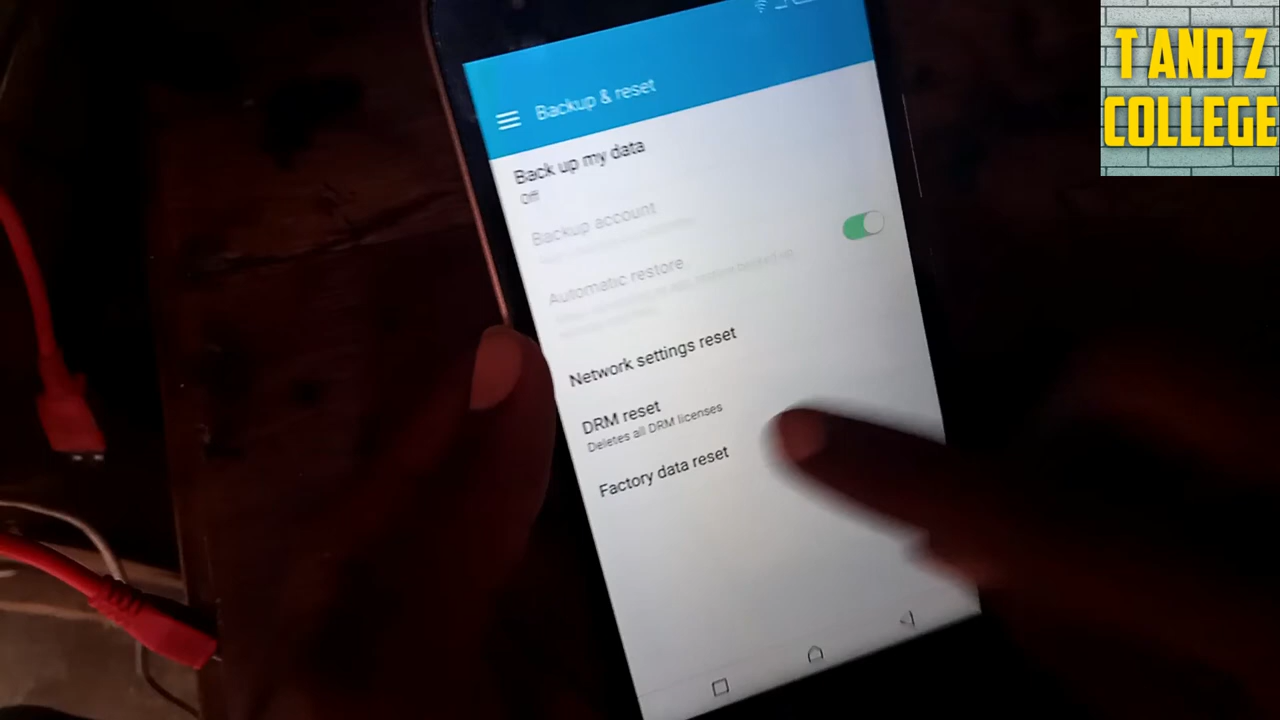 T AND Z
COLLEGE
Backup & reset
Back up my data
Off
Backup account
Automatic restore
Network settings reset
DRM reset
Deletes all DRM licenses
Factory data reset